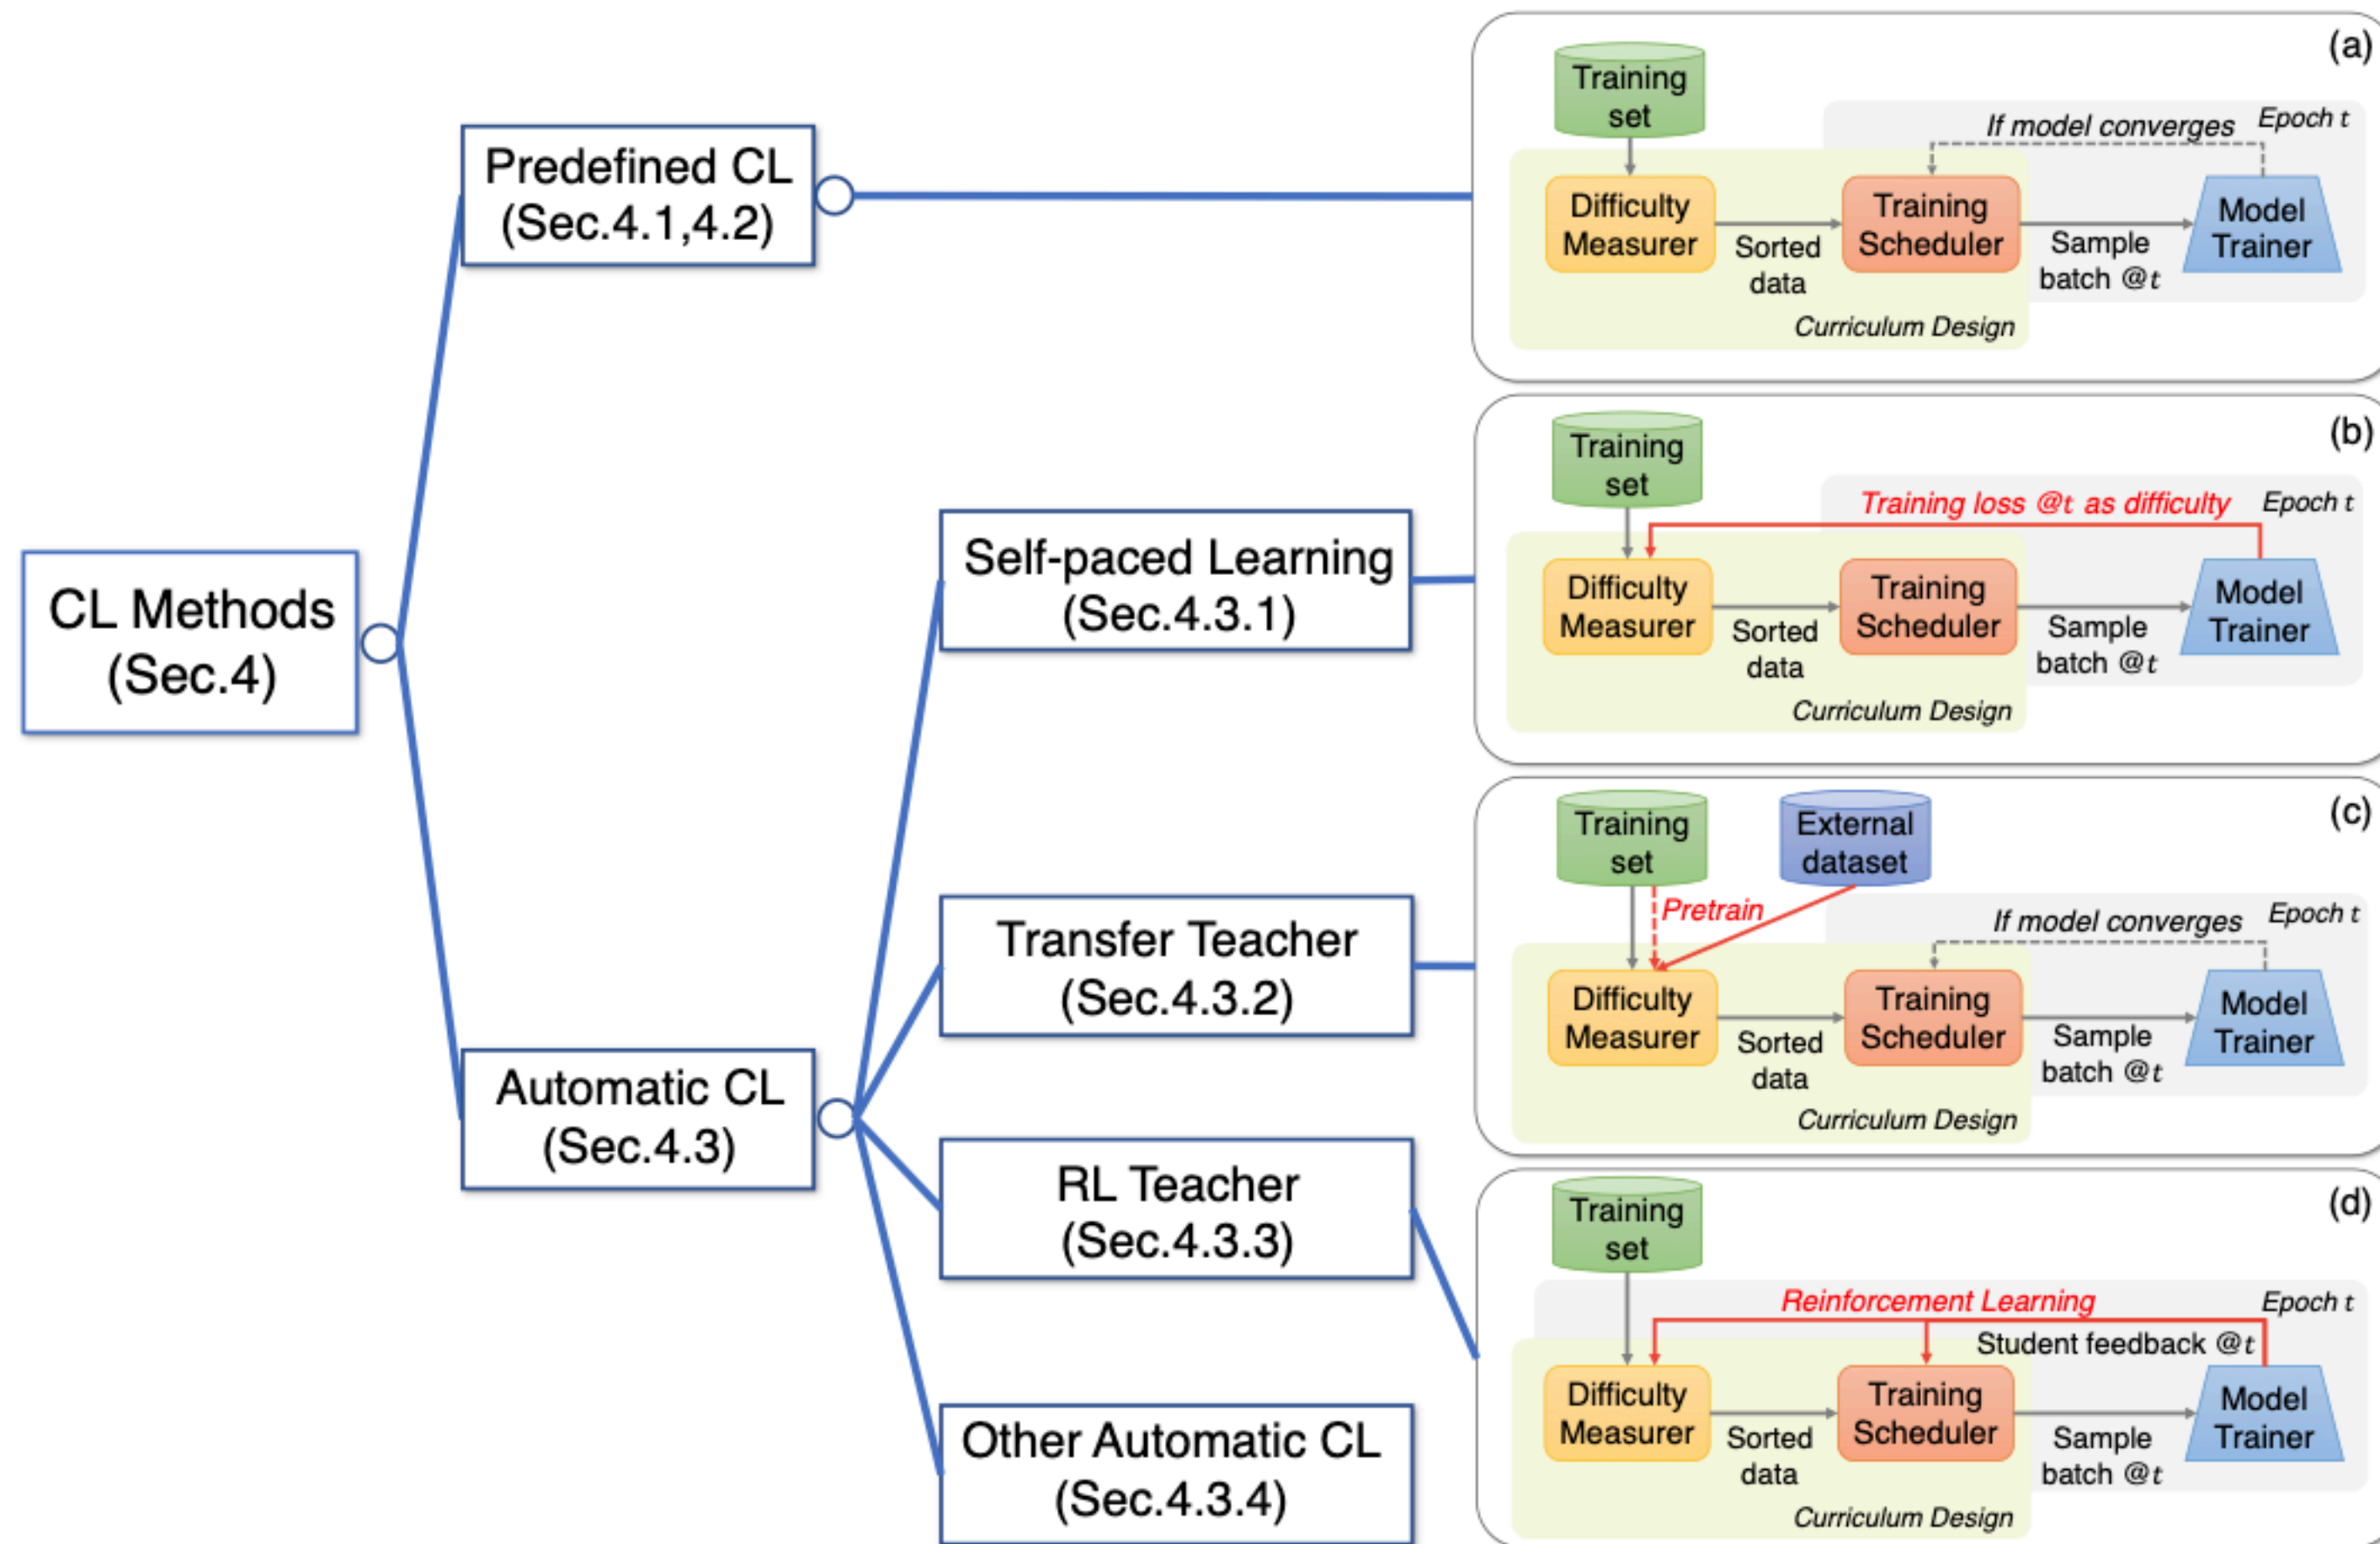 CL Methods
(Sec.4)
Predefined CL
(Sec.4.1,4.2)
Automatic CL
(Sec.4.3)
Self-paced Learning
(Sec.4.3.1)
Transfer Teacher
(Sec.4.3.2)
RL Teacher
(Sec.4.3.3)
Other Automatic CL
(Sec.4.3.4)
(a)
Training
set
If model converges
Epoch t
Difficulty
Measurer
Sorted
data
Training
Scheduler
Sample
batch @t
Model
Trainer
Curriculum Design
(b)
Training
set
Training loss @t as difficulty
Epoch t
Difficulty
Measurer
Sorted
data
Training
Scheduler
Sample
batch @t
Model
Trainer
Curriculum Design
(c)
Training
set
External
dataset
Pretrain
If model converges
Epoch t
Difficulty
Measurer
Sorted
data
Training
Scheduler
Sample
batch @t
Model
Trainer
Curriculum Design
(d)
Training
set
Reinforcement Learning
Epoch t
Student feedback @t
Difficulty
Measurer
Sorted
data
Training
Scheduler
Sample
batch @t
Model
Trainer
Curriculum Design